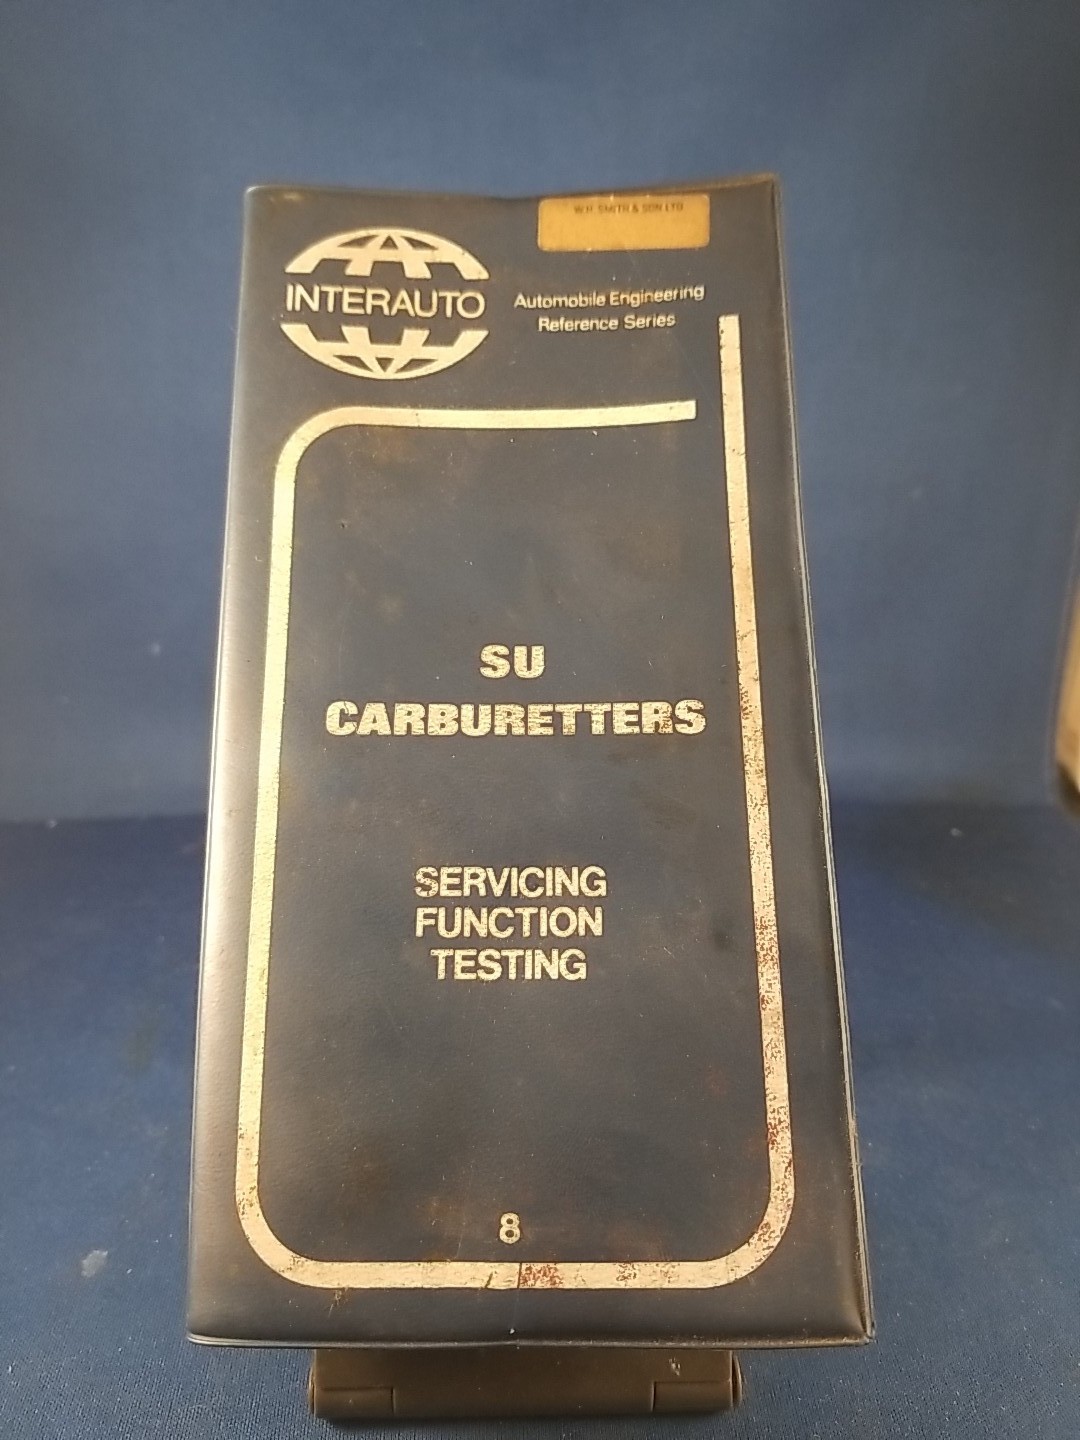 W.H. SMITH & SON LTD
INTERAUTO
Automobile Engineering
Reference Series
SU
CARBURETTERS
SERVICING
FUNCTION
TESTING
8